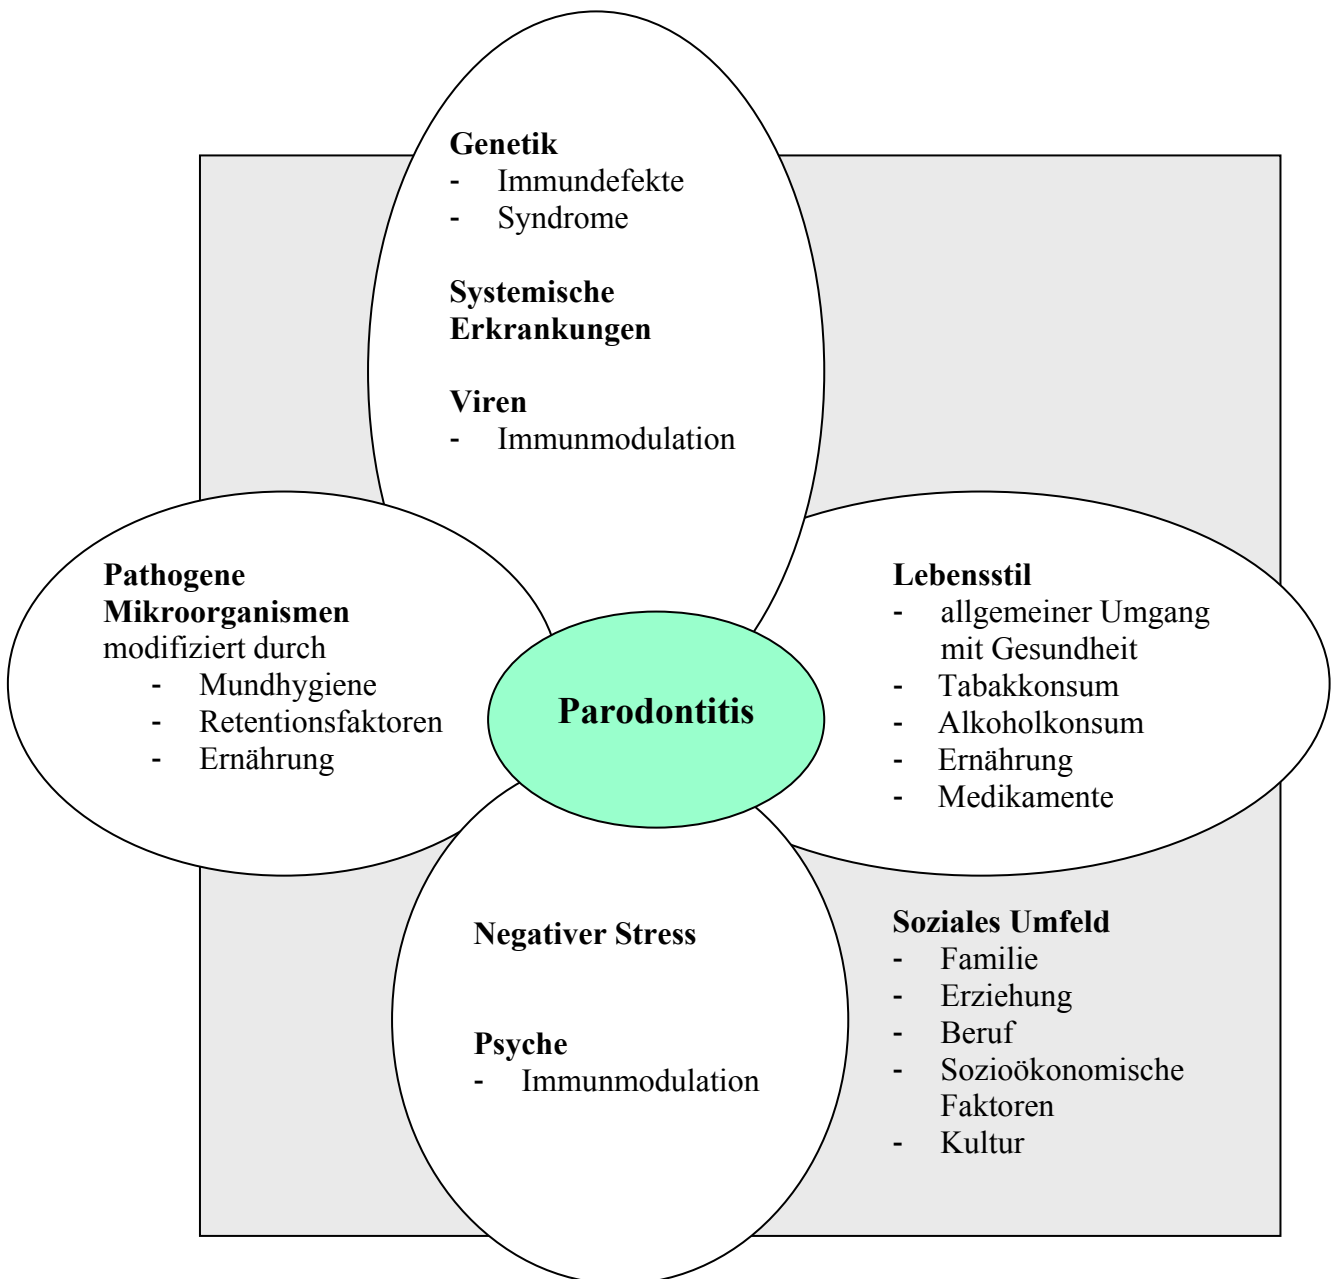 Genetik
- Immundefekte
- Syndrome
Systemische
Erkrankungen
Viren
- Immunmodulation
Pathogene
Mikroorganismen
modifiziert durch
- Mundhygiene
- Retentionsfaktoren
- Ernährung
Parodontitis
Lebensstil
- allgemeiner Umgang
mit Gesundheit
- Tabakkonsum
- Alkoholkonsum
- Ernährung
- Medikamente
Negativer Stress
Psyche
- Immunmodulation
Soziales Umfeld
- Familie
- Erziehung
- Beruf
- Sozioökonomische
Faktoren
- Kultur